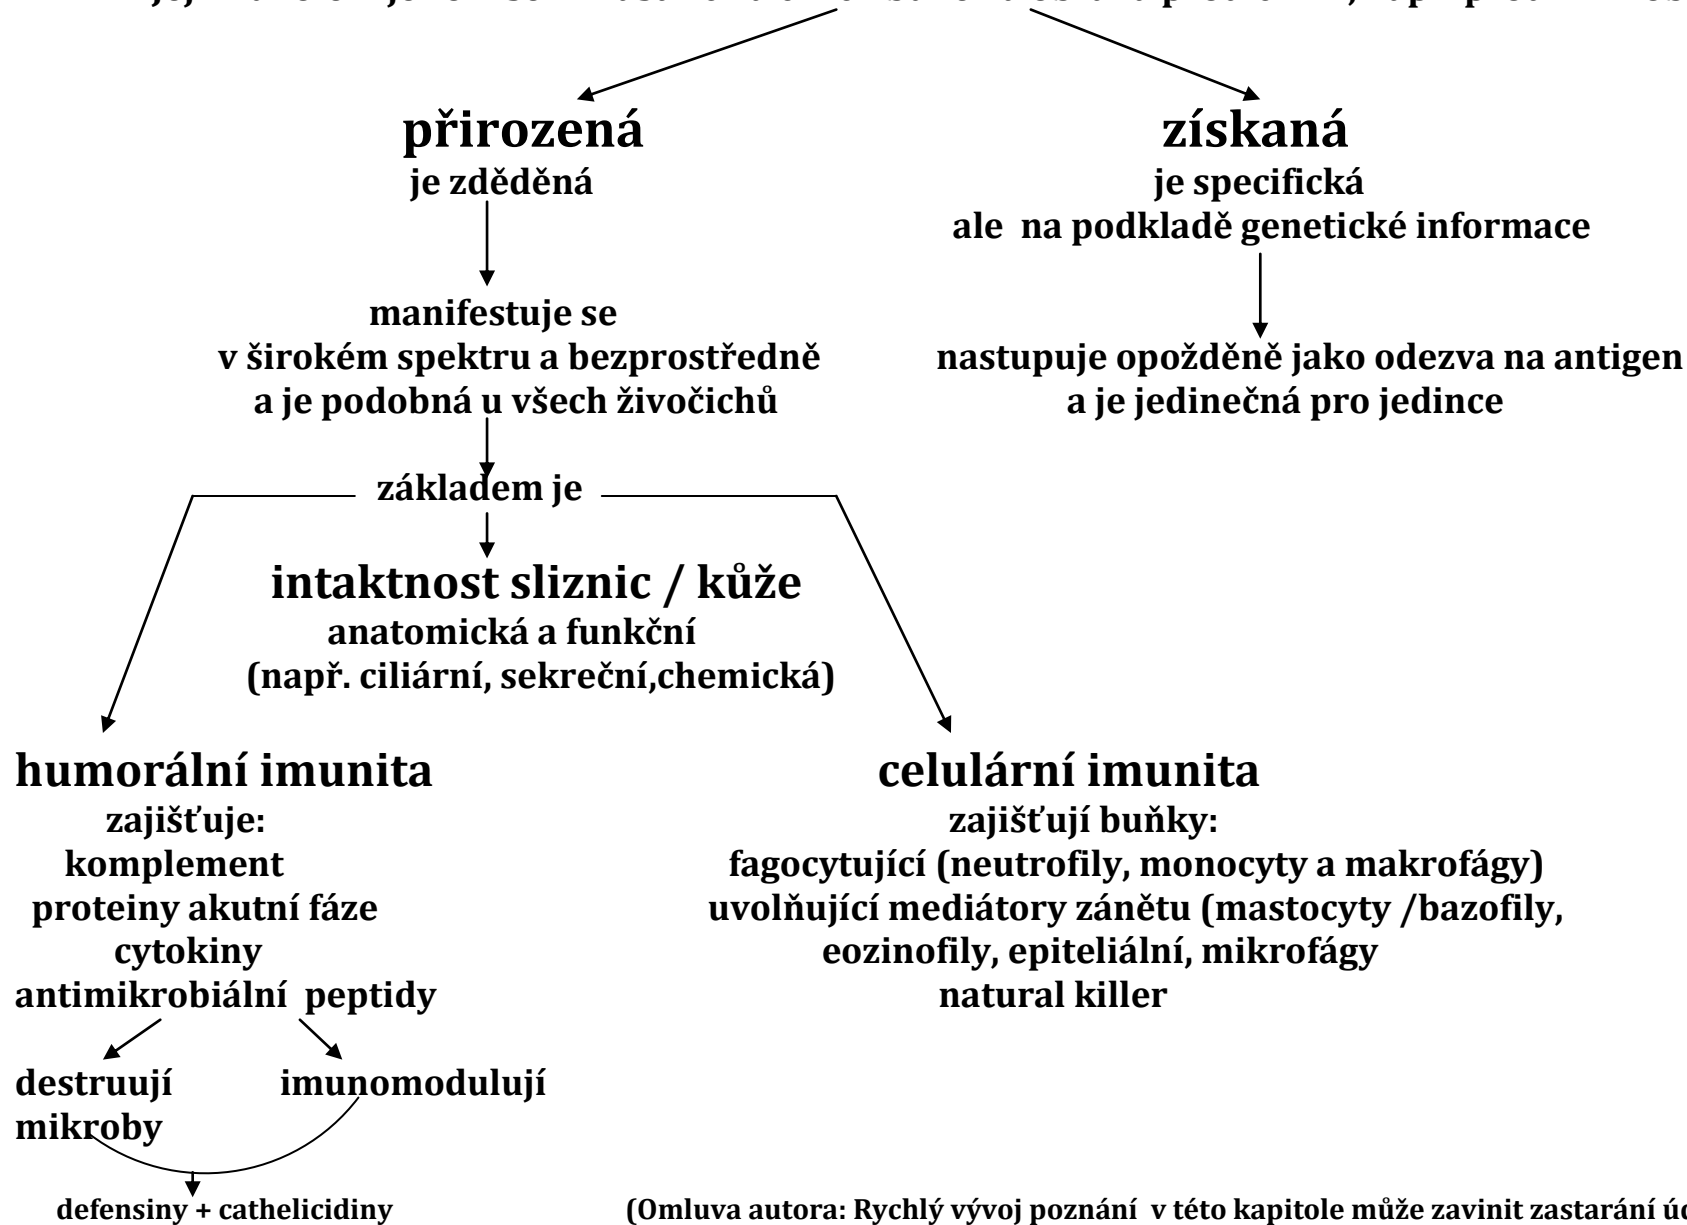 přirozená
je zděděná
manifestuje se
v širokém spektru a bezprostředně
a je podobná u všech živočichů
základem je
intaktnost sliznic / kůže
anatomická a funkční
(např. ciliární, sekreční,chemická)
získaná
je specifická
ale na podkladě genetické informace
nastupuje opožděně jako odezva na antigen
a je jedinečná pro jedince
humorální imunita
zajišťuje:
komplement
proteiny akutní fáze
cytokiny
antimikrobiální peptidy
destruují
mikroby
imunomodulují
defensiny + cathelicidiny
celulární imunita
zajišťují buňky:
fagocytující (neutrofily, monocyty a makrofágy)
uvolňující mediátory zánětu (mastocyty /bazofily,
eozinofily, epiteliální, mikrofágy
natural killer
(Omluva autora: Rychlý vývoj poznání v této kapitole může zavinit zastarání